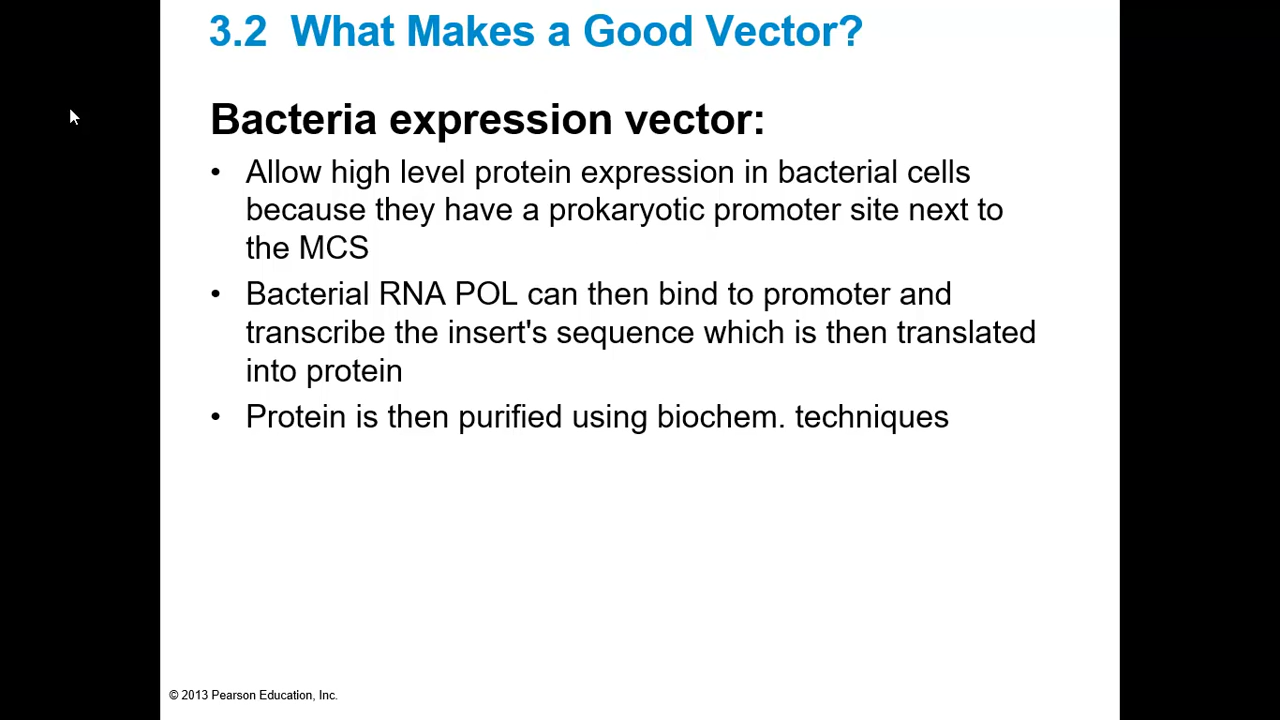 3.2 What Makes a Good Vector?
Bacteria expression vector:
• Allow high level protein expression in bacterial cells
because they have a prokaryotic promoter site next to
the MCS
• Bacterial RNA POL can then bind to promoter and
transcribe the insert's sequence which is then translated
into protein
• Protein is then purified using biochem. techniques
© 2013 Pearson Education, Inc.